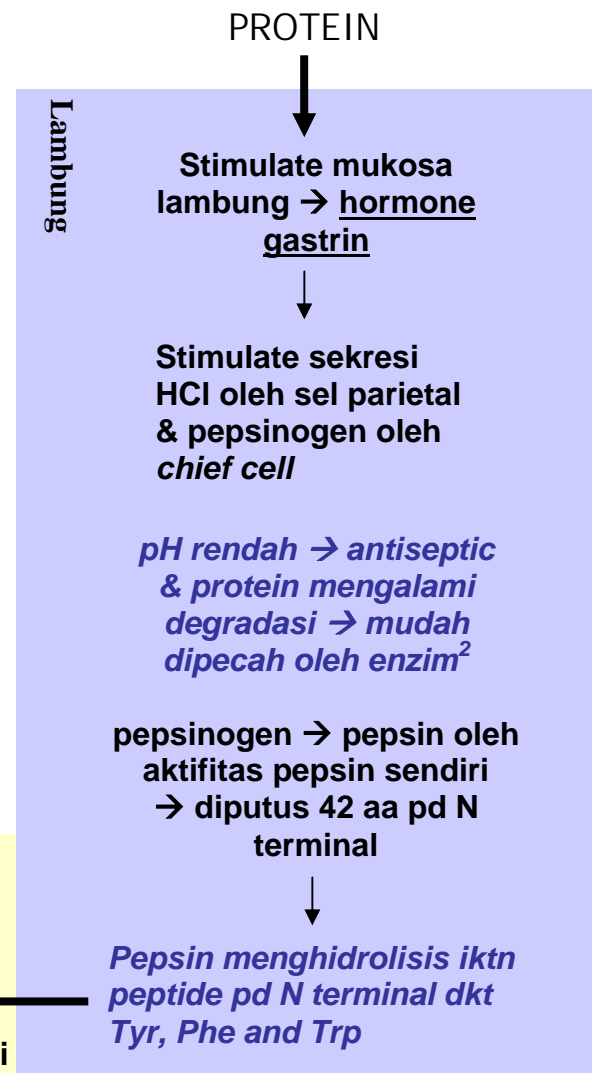 PROTEIN
Lambung
Stimulate mukosa
lambung → hormone
gastrin
Stimulate sekresi
HCl oleh sel parietal
& pepsinogen oleh
chief cell
pH rendah → antiseptic
& protein mengalami
degradasi → mudah
dipecah oleh enzim²
pepsinogen → pepsin oleh
aktifitas pepsin sendiri
→ diputus 42 aa pd N
terminal
Pepsin menghidrolisis iktn
peptide pd N terminal dkt
Tyr, Phe and Trp
i